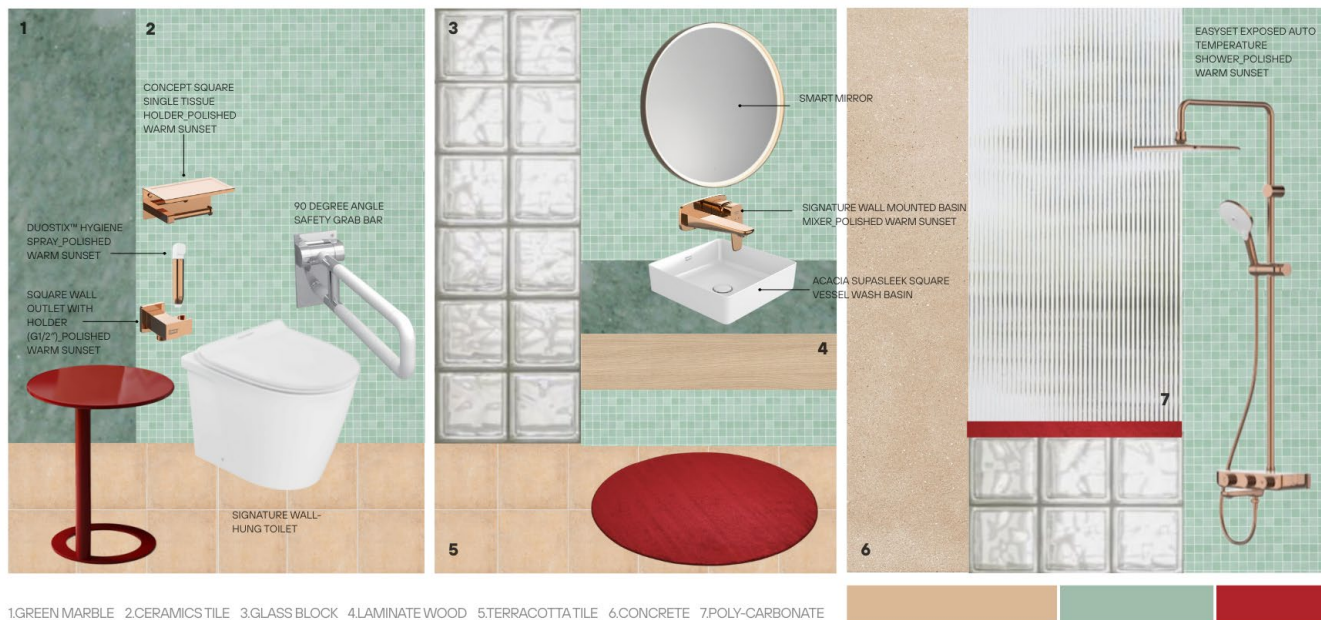 1
2
CONCEPT SQUARE
SINGLE TISSUE
HOLDER_POLISHED
WARM SUNSET
90 DEGREE ANGLE
SAFETY GRAB BAR
DUOSTIX™ HYGIENE
SPRAY_POLISHED
WARM SUNSET
SQUARE WALL
OUTLET WITH
HOLDER
(G1/2")_POLISHED
WARM SUNSET
SIGNATURE WALL-
HUNG TOILET
3
SMART MIRROR
SIGNATURE WALL MOUNTED BASIN
MIXER_POLISHED WARM SUNSET
ACACIA SUPASLEEK SQUARE
VESSEL WASH BASIN
4
5
EASYSET EXPOSED AUTO
TEMPERATURE
SHOWER_POLISHED
WARM SUNSET
7
6
1.GREEN MARBLE 2.CERAMICS TILE 3.GLASS BLOCK 4.LAMINATE WOOD 5.TERRACOTTA TILE 6.CONCRETE 7.POLY-CARBONATE